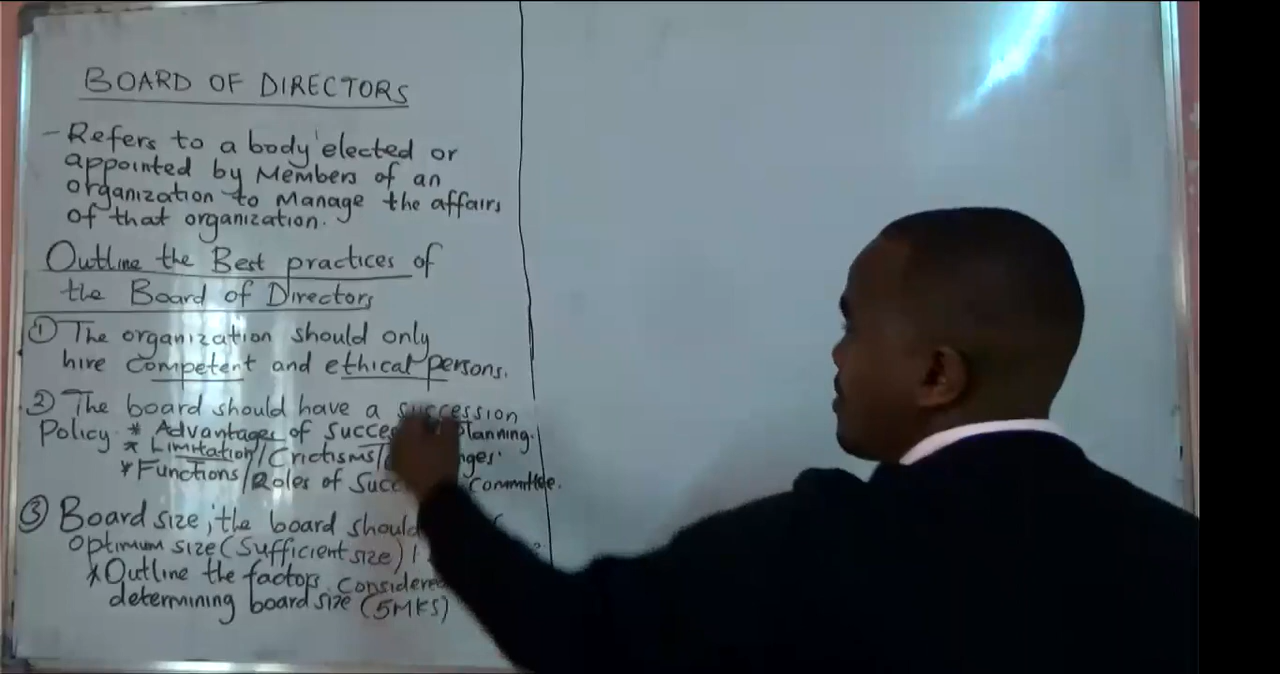 BOARD OF DIRECTORS
- Refers to a body elected or
appointed by Members of an
organization to Manage the affairs
of that organization.
Outline the Best practices of
the Board of Directors
① The organization should only
hire competent and ethical persons.
② The board should have a succession
Policy * Advantages of planning.
* Limitation/Crictisms/
*Functions/Roles of Committe.
③ Board size; the board should
optimum size (Sufficient size)
*Outline the factors Considered
determining board size (5MKS)